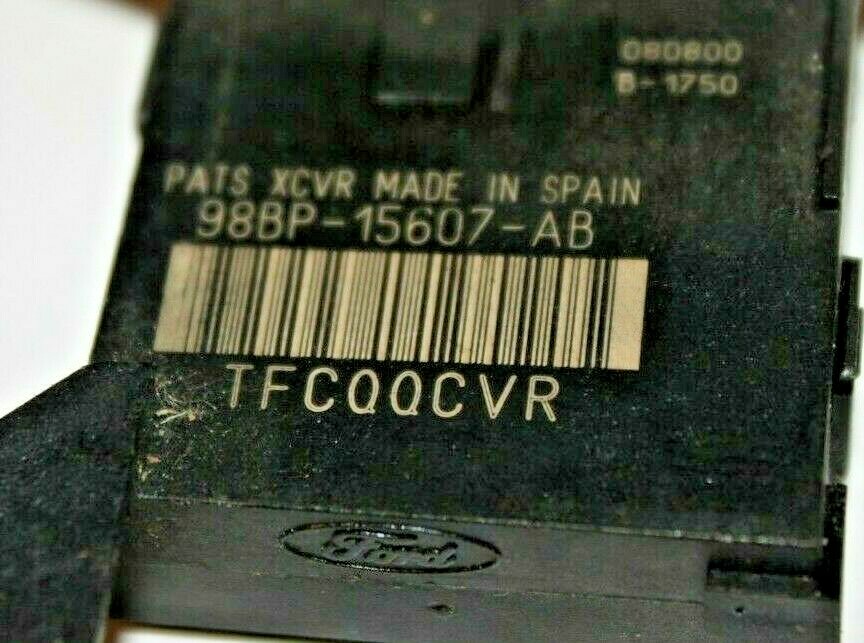 080800
B-1750
PATS XCVR MADE IN SPAIN
98BP-15607-AB
TFCQQCVR
Ford